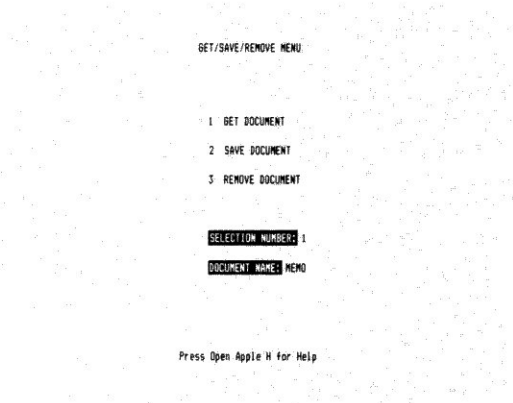 GET/SAVE/REMOVE MENU
1 GET DOCUMENT
2 SAVE DOCUMENT
3 REMOVE DOCUMENT
SELECTION NUMBER: 1
DOCUMENT NAME: MEMO
Press Open Apple H for Help